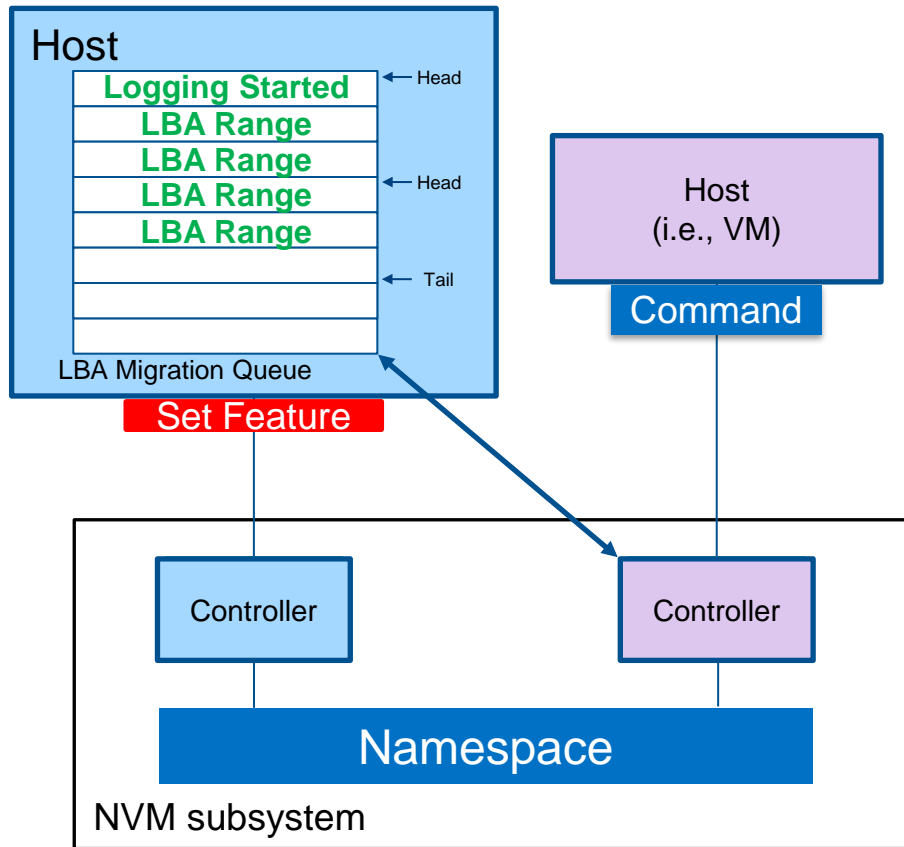 Host
Logging Started
Head
LBA Range
LBA Range
LBA Range
Head
LBA Range
Tail
LBA Migration Queue
Set Feature
Host
(i.e., VM)
Command
Controller
Controller
Namespace
NVM subsystem